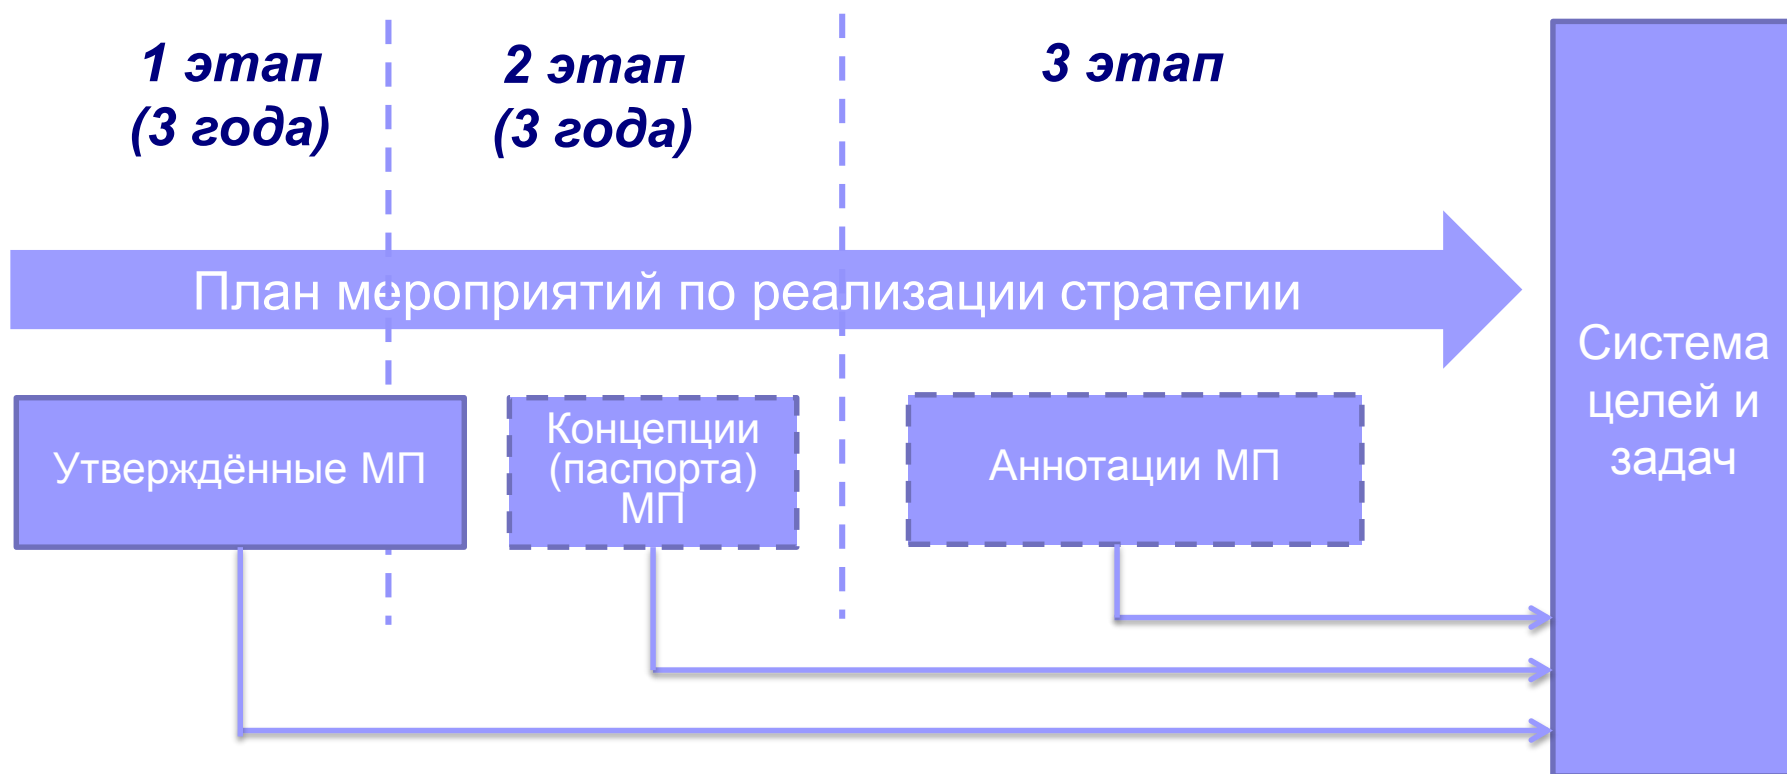 1 этап
(3 года)
2 этап
(3 года)
3 этап
План мероприятий по реализации стратегии
Утверждённые МП
Концепции
(паспорта)
МП
Аннотации МП
Система
целей и
задач